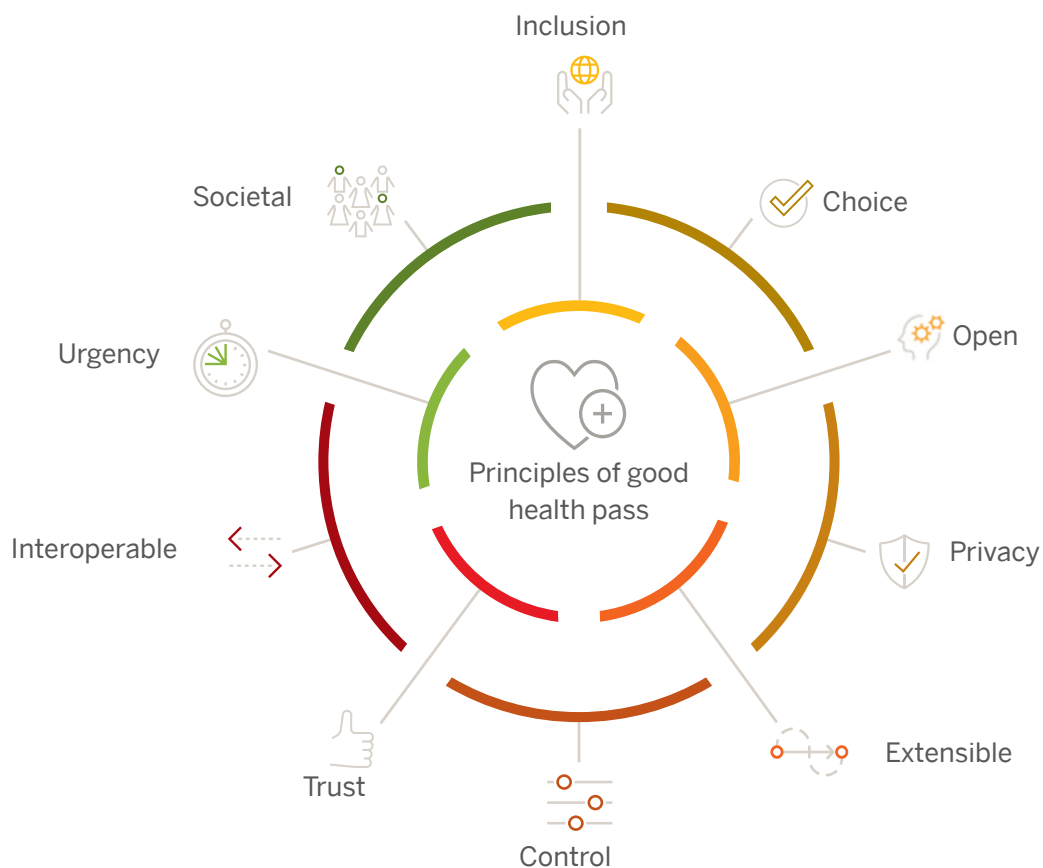 Inclusion
Societal
Choice
Urgency
Open
Principles of good
health pass
Interoperable
Privacy
Trust
Extensible
Control